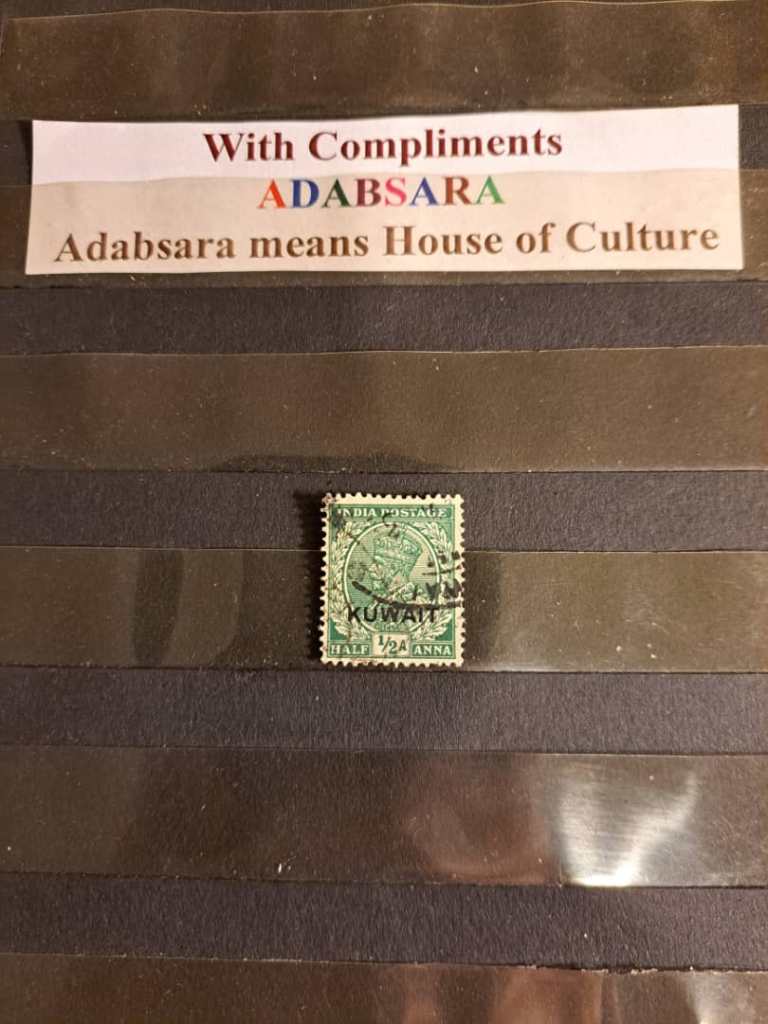 With Compliments
ADABSARA
Adabsara means House of Culture
INDIA POSTAGE
KUWAIT
HALF 1/2A ANNA